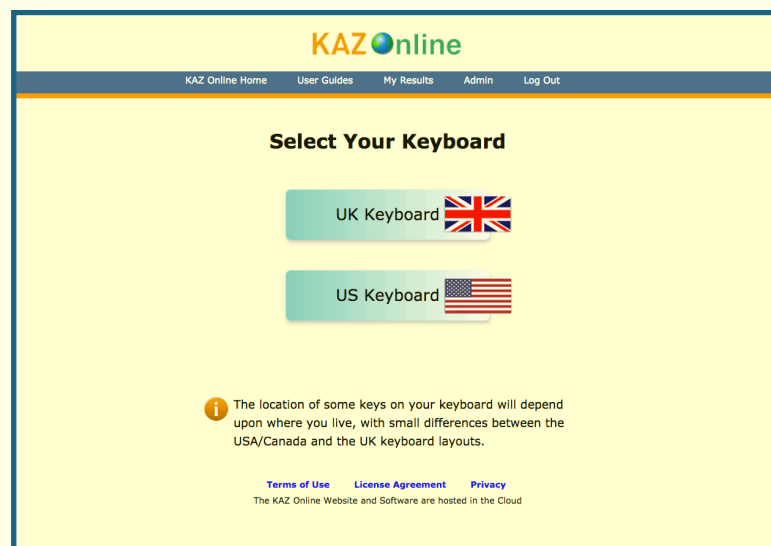 KAZ Online
KAZ Online Home User Guides My Results Admin Log Out
Select Your Keyboard
UK Keyboard
US Keyboard
i The location of some keys on your keyboard will depend
upon where you live, with small differences between the
USA/Canada and the UK keyboard layouts.
Terms of Use License Agreement Privacy
The KAZ Online Website and Software are hosted in the Cloud